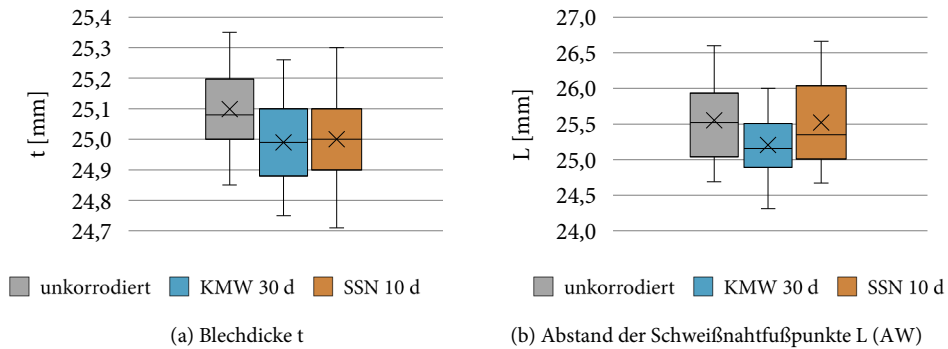 25,4
25,3
25,2
25,1
25,0
24,9
24,8
24,7
t [mm]
unkorrodiert KMW 30 d SSN 10 d
(a) Blechdicke t
27,0
26,5
26,0
25,5
25,0
24,5
24,0
L [mm]
unkorrodiert KMW 30 d SSN 10 d
(b) Abstand der Schweißnahtfußpunkte L (AW)